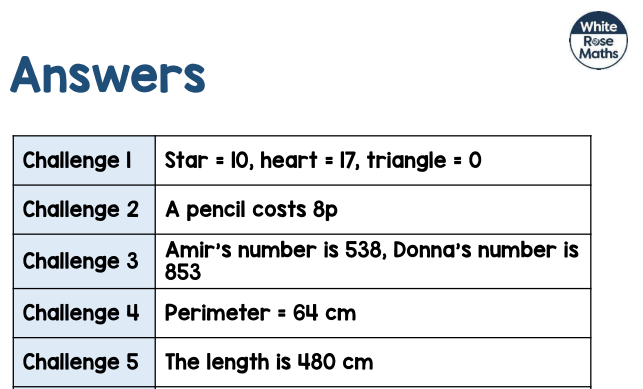 White
Rose
Maths
Answers
Challenge 1 Star = 10, heart = 17, triangle = 0
Challenge 2 A pencil costs 8p
Challenge 3 Amir's number is 538, Donna's number is
853
Challenge 4 Perimeter = 64 cm
Challenge 5 The length is 480 cm